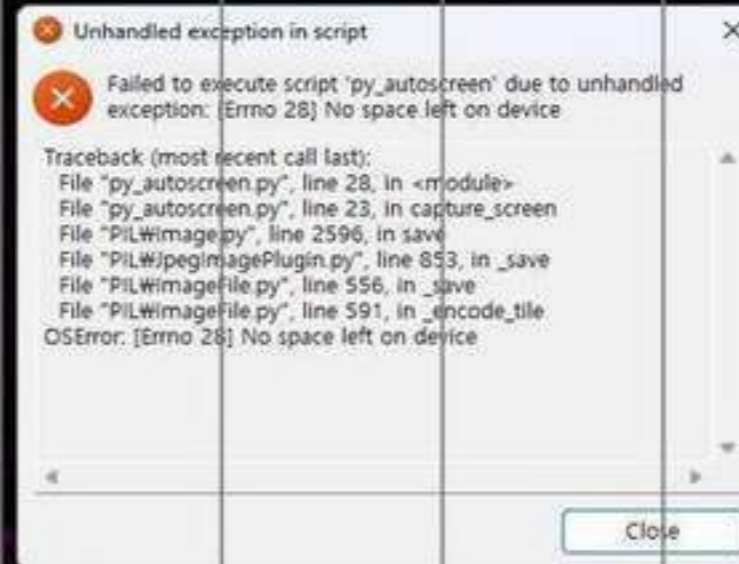 Unhandled exception in script
Failed to execute script 'py_autoscreen' due to unhandled
exception: [Errno 28] No space left on device
Traceback (most recent call last):
File "py_autoscreen.py", line 28, in <module>
File "py_autoscreen.py", line 23, in capture_screen
File "PIL₩Image.py", line 2596, in save
File "PIL₩JpegImagePlugin.py", line 853, in _save
File "PIL₩ImageFile.py", line 556, in _save
File "PIL₩ImageFile.py", line 591, in _encode_tile
OSError: [Errno 28] No space left on device
Close